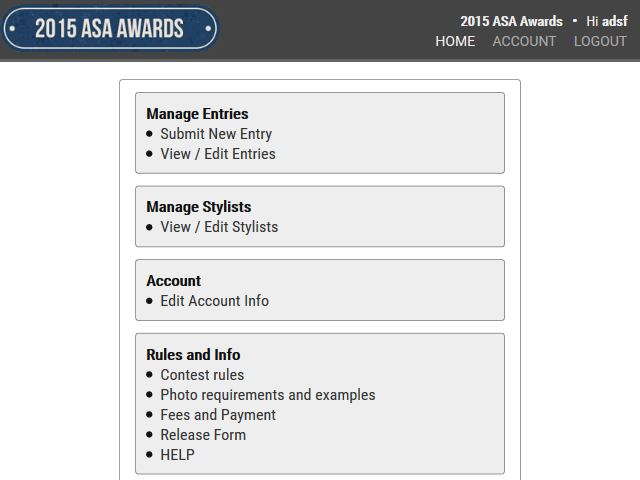 2015 ASA AWARDS
2015 ASA Awards • Hi adsf
HOME ACCOUNT LOGOUT
Manage Entries
• Submit New Entry
• View / Edit Entries
Manage Stylists
• View / Edit Stylists
Account
• Edit Account Info
Rules and Info
• Contest rules
• Photo requirements and examples
• Fees and Payment
• Release Form
• HELP